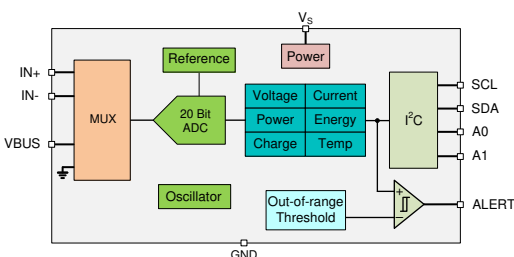 VS
Reference
Power
IN+
IN-
VBUS
MUX
20 Bit
ADC
Voltage Current
Power Energy
Charge Temp
I²C
SCL
SDA
A0
A1
Oscillator
Out-of-range
Threshold
+
−
ALERT
GND